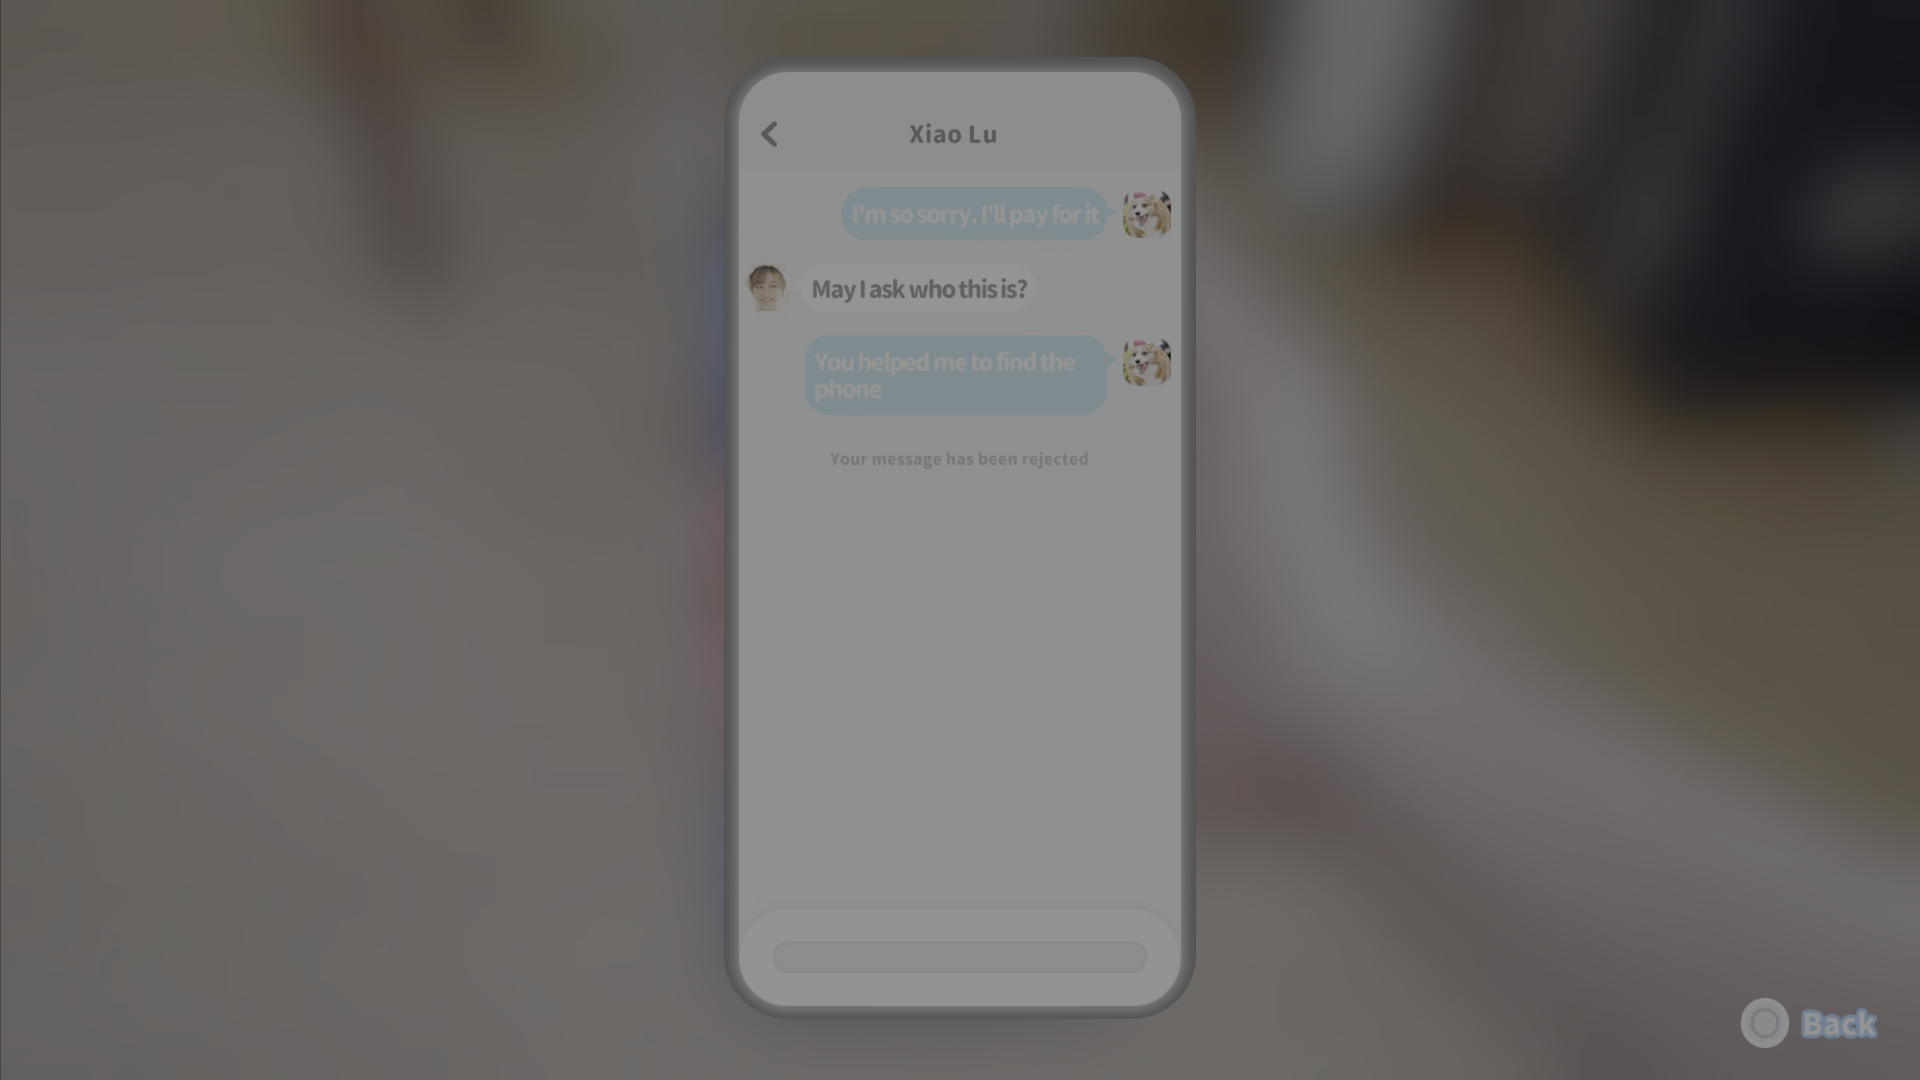 Xiao Lu
I'm so sorry. I'll pay for it
May I ask who this is?
You helped me to find the
phone
Your message has been rejected
Back